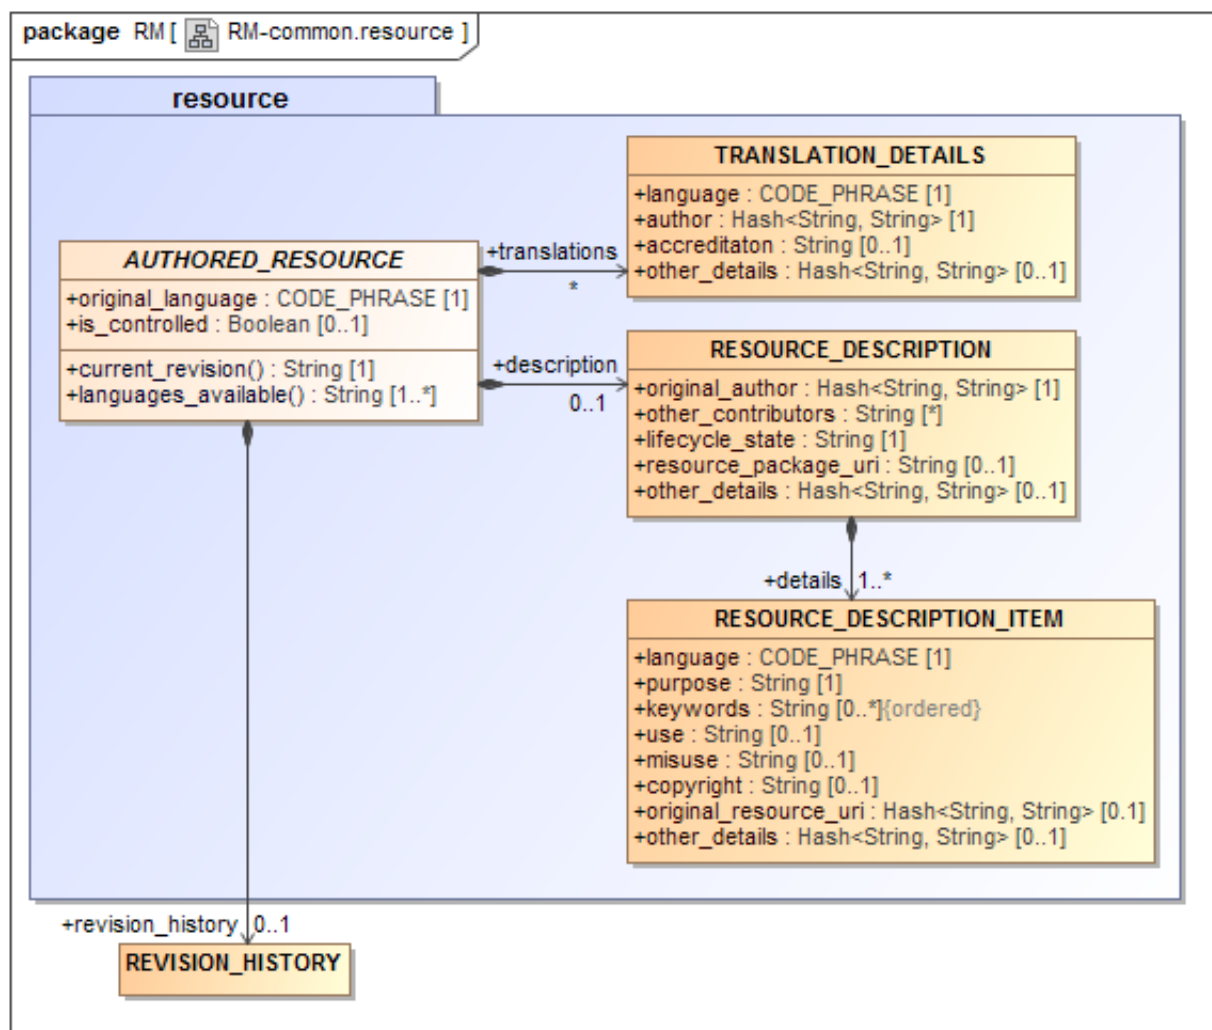 package RM [ RM-common.resource ]
resource
TRANSLATION_DETAILS
+language : CODE_PHRASE [1]
+author : Hash<String, String> [1]
+accreditaton : String [0..1]
+other_details : Hash<String, String> [0..1]
+translations
*
AUTHORED_RESOURCE
+original_language : CODE_PHRASE [1]
+is_controlled : Boolean [0..1]
+current_revision() : String [1]
+languages_available() : String [1..*]
+description
0..1
RESOURCE_DESCRIPTION
+original_author : Hash<String, String> [1]
+other_contributors : String [*]
+lifecycle_state : String [1]
+resource_package_uri : String [0..1]
+other_details : Hash<String, String> [0..1]
+details 1..*
RESOURCE_DESCRIPTION_ITEM
+language : CODE_PHRASE [1]
+purpose : String [1]
+keywords : String [0..*]{ordered}
+use : String [0..1]
+misuse : String [0..1]
+copyright : String [0..1]
+original_resource_uri : Hash<String, String> [0.1]
+other_details : Hash<String, String> [0..1]
+revision_history 0..1
REVISION_HISTORY